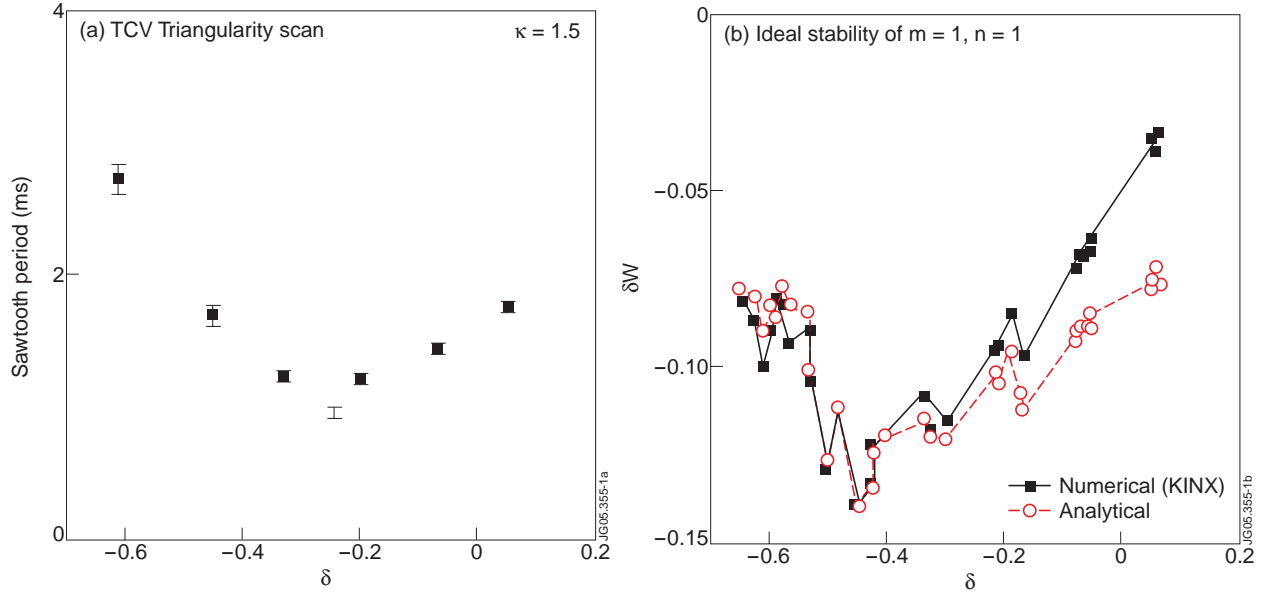 (a) TCV Triangularity scan
κ = 1.5
4
2
0
Sawtooth period (ms)
−0.6
−0.4
−0.2
0
0.2
δ
JG05.355-1a
(b) Ideal stability of m = 1, n = 1
0
−0.05
−0.10
−0.15
δW
−0.6
−0.4
−0.2
0
0.2
δ
Numerical (KINX)
Analytical
JG05.355-1b